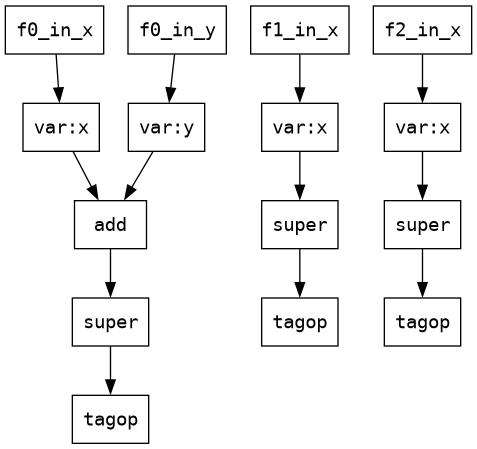 f0_in_x f0_in_y f1_in_x f2_in_x
var:x var:y var:x var:x
add super super
super tagop tagop
tagop